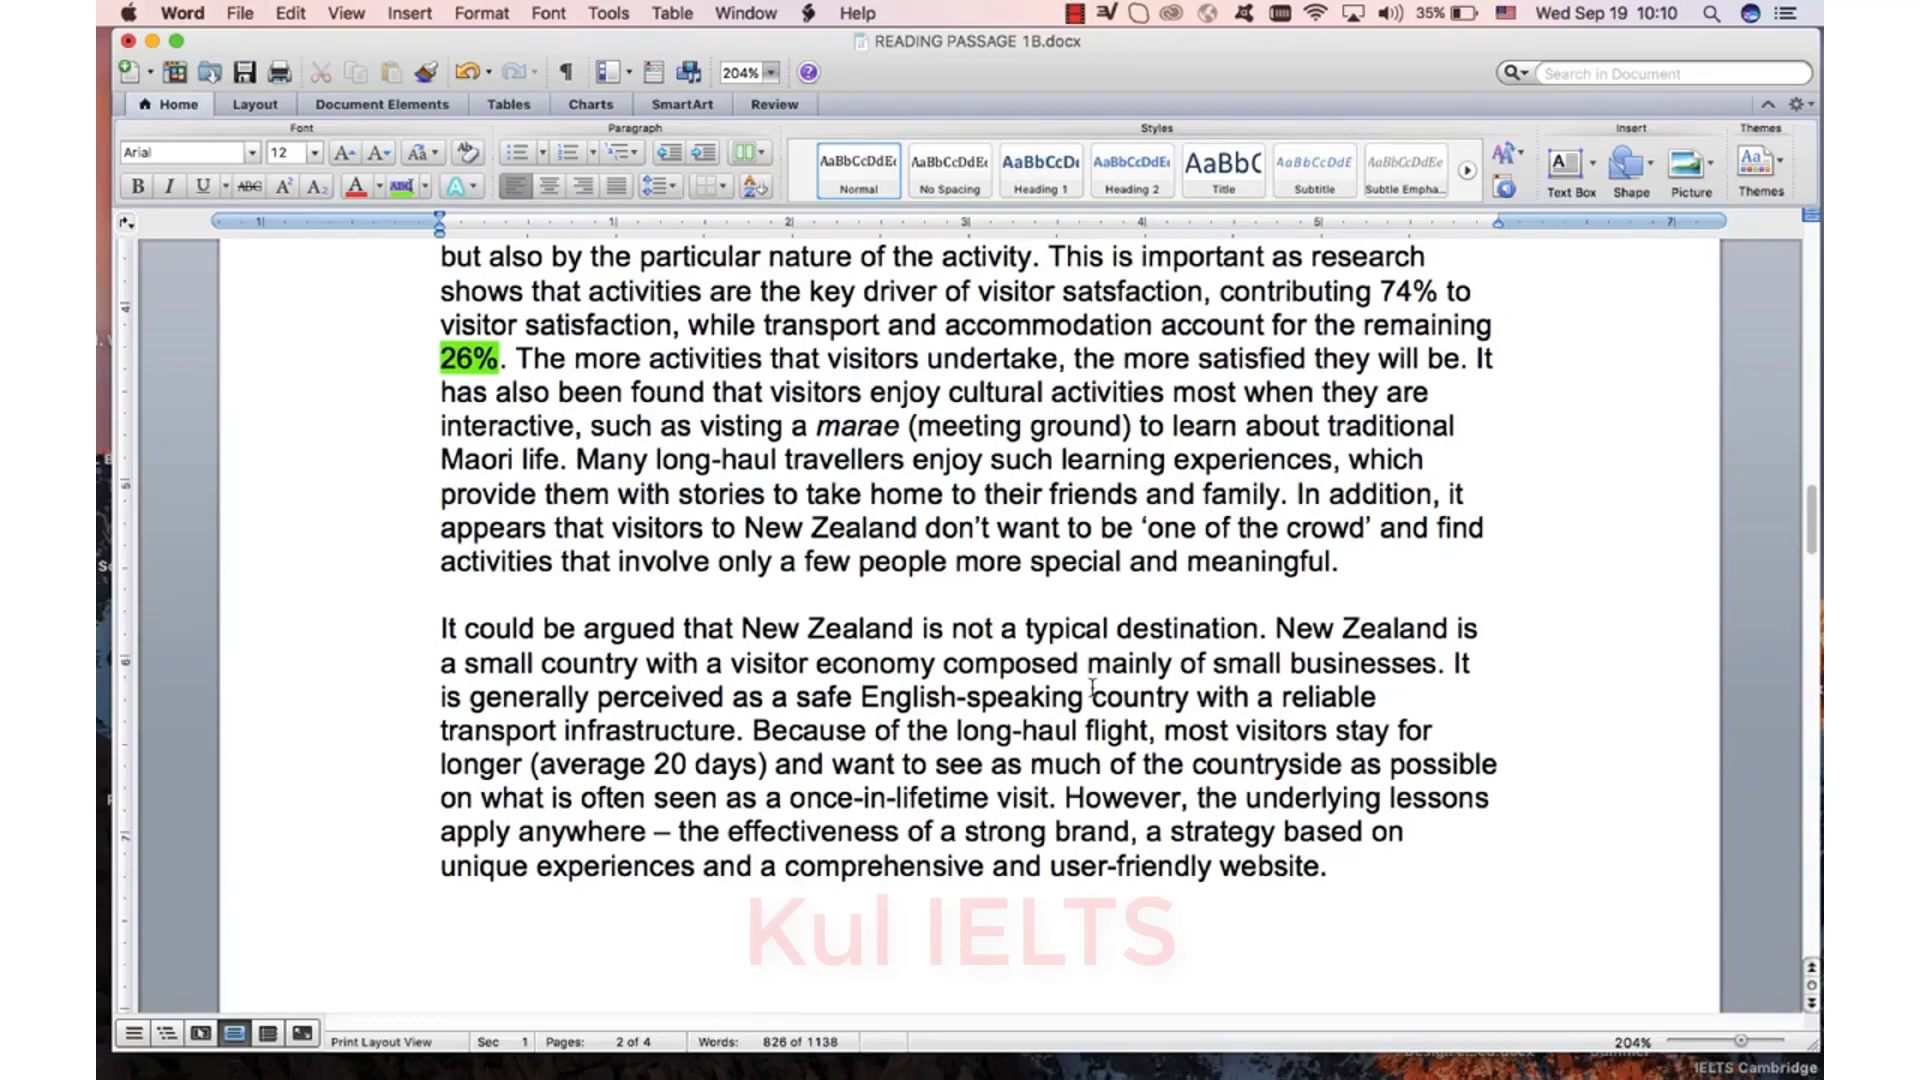 Word File Edit View Insert Format Font Tools Table Window Help 35% Wed Sep 19 10:10
READING PASSAGE 1B.docx
204% Search in Document
Home Layout Document Elements Tables Charts SmartArt Review
Font Paragraph Styles Insert Themes
Arial 12 AaBbCcDdEe AaBbCcDdEe AaBbCcDd AaBbCcDdEe AaBbC AaBbCcDdE AaBbCcDdEe
Normal No Spacing Heading 1 Heading 2 Title Subtitle Subtle Empha... Text Box Shape Picture Themes
but also by the particular nature of the activity. This is important as research
shows that activities are the key driver of visitor satsfaction, contributing 74% to
visitor satisfaction, while transport and accommodation account for the remaining
26%. The more activities that visitors undertake, the more satisfied they will be. It
has also been found that visitors enjoy cultural activities most when they are
interactive, such as visting a marae (meeting ground) to learn about traditional
Maori life. Many long-haul travellers enjoy such learning experiences, which
provide them with stories to take home to their friends and family. In addition, it
appears that visitors to New Zealand don’t want to be ‘one of the crowd’ and find
activities that involve only a few people more special and meaningful.
It could be argued that New Zealand is not a typical destination. New Zealand is
a small country with a visitor economy composed mainly of small businesses. It
is generally perceived as a safe English-speaking country with a reliable
transport infrastructure. Because of the long-haul flight, most visitors stay for
longer (average 20 days) and want to see as much of the countryside as possible
on what is often seen as a once-in-lifetime visit. However, the underlying lessons
apply anywhere – the effectiveness of a strong brand, a strategy based on
unique experiences and a comprehensive and user-friendly website.
Kul IELTS
Print Layout View Sec 1 Pages: 2 of 4 Words: 826 of 1138 204%
IELTS Cambridge